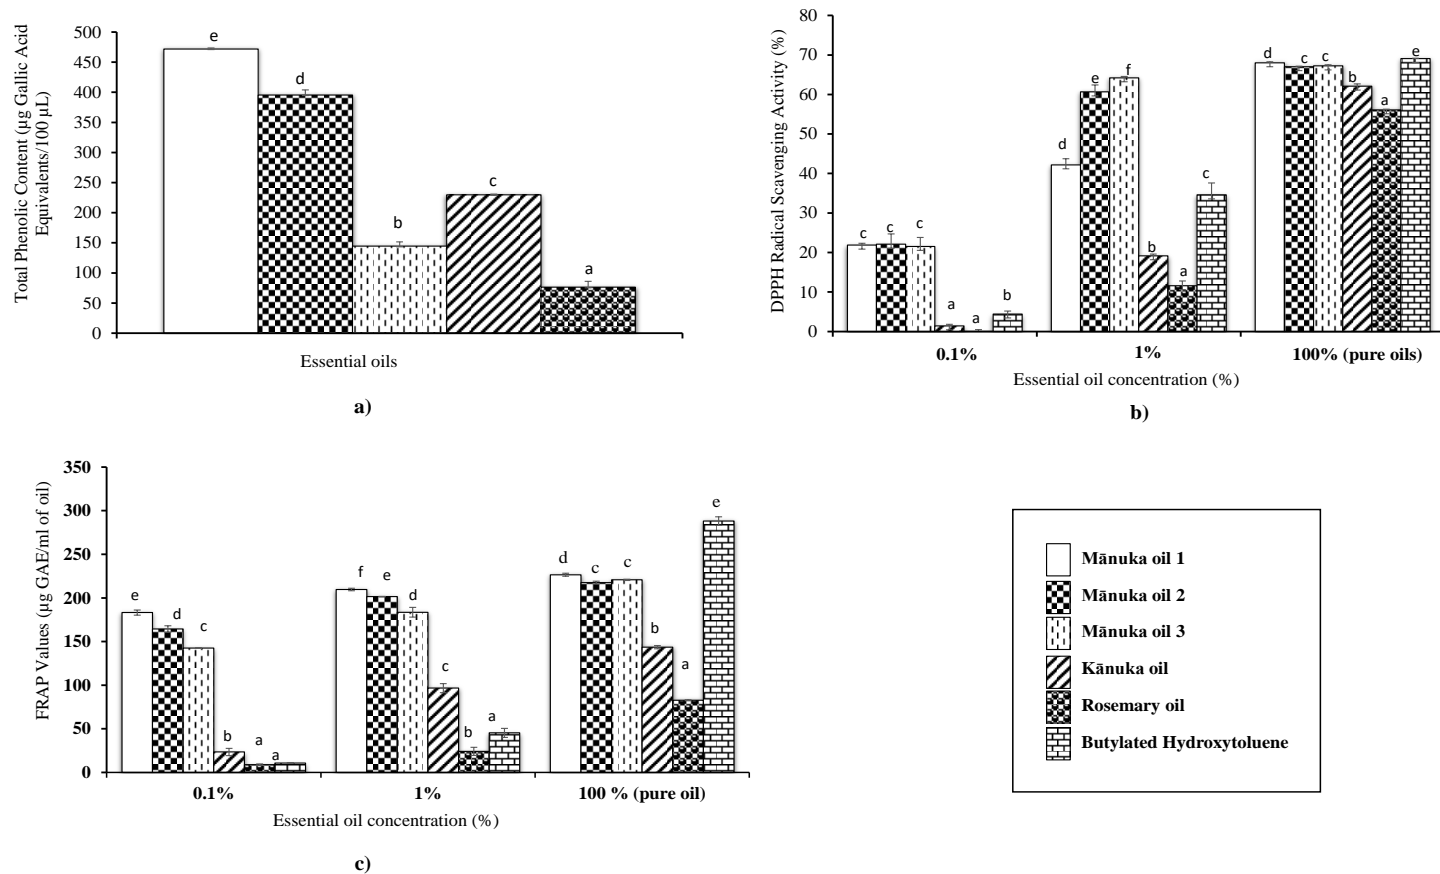 Total Phenolic Content (µg Gallic Acid
Equivalents/100 µL)
500
450
400
350
300
250
200
150
100
50
0
e
d
b
c
a
Essential oils
a)
DPPH Radical Scavenging Activity (%)
80
70
60
50
40
30
20
10
0
c c c a a b
d e f b a c
d c c b a e
0.1% 1% 100% (pure oils)
Essential oil concentration (%)
b)
FRAP Values (µg GAE/ml of oil)
350
300
250
200
150
100
50
0
e d c b a a
f e d c b a
d c c b a e
0.1% 1% 100 % (pure oil)
Essential oil concentration (%)
c)
Mānuka oil 1
Mānuka oil 2
Mānuka oil 3
Kānuka oil
Rosemary oil
Butylated Hydroxytoluene